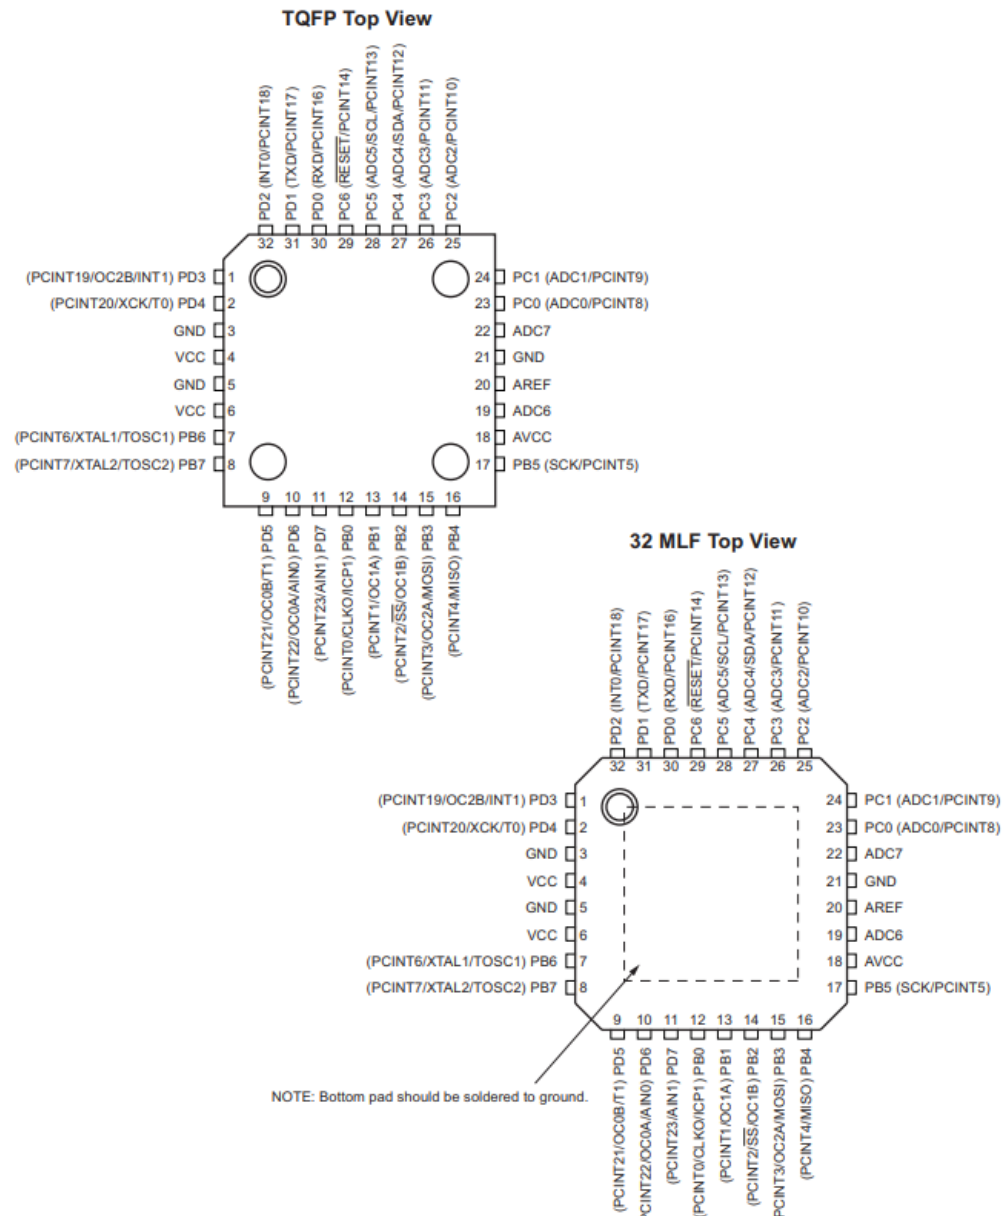 TQFP Top View
PD2 (INT0/PCINT18)
PD1 (TXD/PCINT17)
PD0 (RXD/PCINT16)
PC6 (RESET/PCINT14)
PC5 (ADC5/SCL/PCINT13)
PC4 (ADC4/SDA/PCINT12)
PC3 (ADC3/PCINT11)
PC2 (ADC2/PCINT10)
32 31 30 29 28 27 26 25
(PCINT19/OC2B/INT1) PD3 1
(PCINT20/XCK/T0) PD4 2
GND 3
VCC 4
GND 5
VCC 6
(PCINT6/XTAL1/TOSC1) PB6 7
(PCINT7/XTAL2/TOSC2) PB7 8
24 PC1 (ADC1/PCINT9)
23 PC0 (ADC0/PCINT8)
22 ADC7
21 GND
20 AREF
19 ADC6
18 AVCC
17 PB5 (SCK/PCINT5)
9 10 11 12 13 14 15 16
(PCINT21/OC0B/T1) PD5
(PCINT22/OC0A/AIN0) PD6
(PCINT23/AIN1) PD7
(PCINT0/CLKO/ICP1) PB0
(PCINT1/OC1A) PB1
(PCINT2/SS/OC1B) PB2
(PCINT3/OC2A/MOSI) PB3
(PCINT4/MISO) PB4
32 MLF Top View
PD2 (INT0/PCINT18)
PD1 (TXD/PCINT17)
PD0 (RXD/PCINT16)
PC6 (RESET/PCINT14)
PC5 (ADC5/SCL/PCINT13)
PC4 (ADC4/SDA/PCINT12)
PC3 (ADC3/PCINT11)
PC2 (ADC2/PCINT10)
32 31 30 29 28 27 26 25
(PCINT19/OC2B/INT1) PD3 1
(PCINT20/XCK/T0) PD4 2
GND 3
VCC 4
GND 5
VCC 6
(PCINT6/XTAL1/TOSC1) PB6 7
(PCINT7/XTAL2/TOSC2) PB7 8
24 PC1 (ADC1/PCINT9)
23 PC0 (ADC0/PCINT8)
22 ADC7
21 GND
20 AREF
19 ADC6
18 AVCC
17 PB5 (SCK/PCINT5)
9 10 11 12 13 14 15 16
(PCINT21/OC0B/T1) PD5
PCINT22/OC0A/AIN0) PD6
(PCINT23/AIN1) PD7
(PCINT0/CLKO/ICP1) PB0
(PCINT1/OC1A) PB1
(PCINT2/SS/OC1B) PB2
PCINT3/OC2A/MOSI) PB3
(PCINT4/MISO) PB4
NOTE: Bottom pad should be soldered to ground.